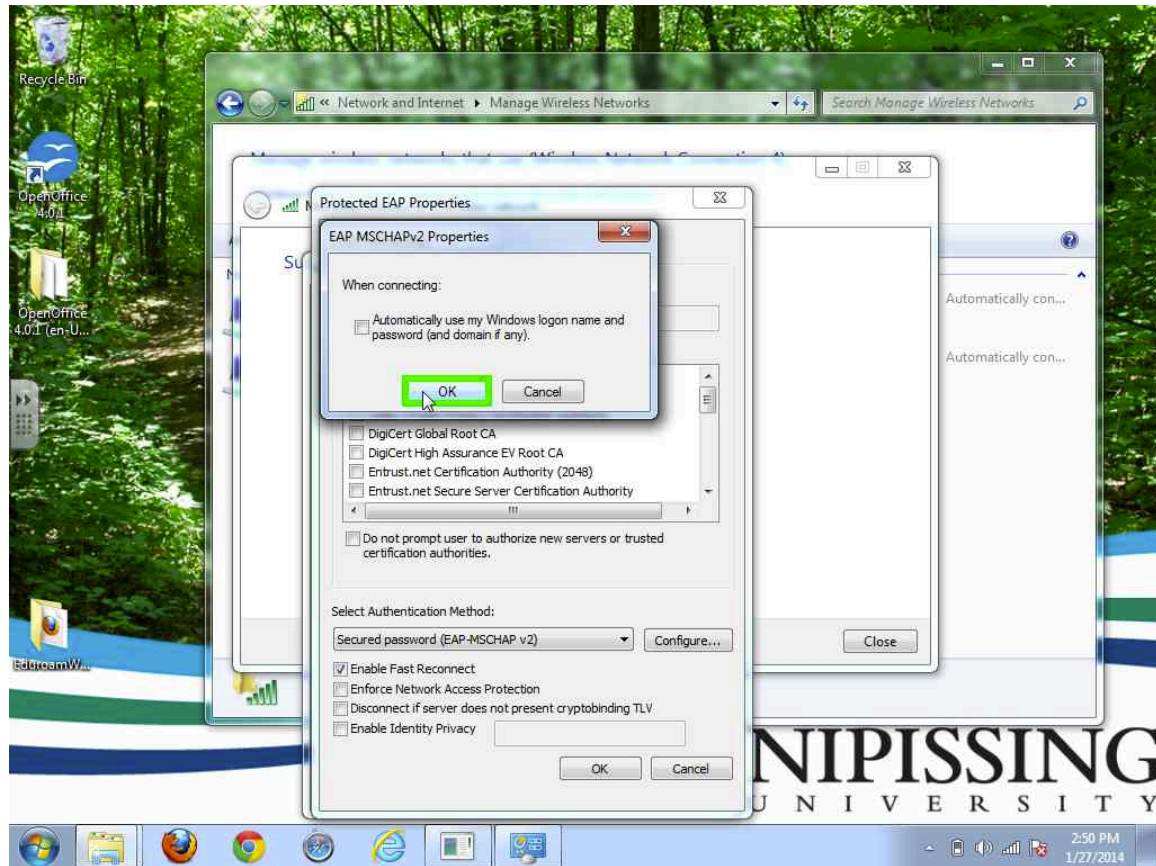 Recycle Bin
« Network and Internet ▸ Manage Wireless Networks
Search Manage Wireless Networks
OpenOffice
4.0.1
Protected EAP Properties
EAP MSCHAPv2 Properties
Su
When connecting:
Automatically use my Windows logon name and
password (and domain if any).
OK
Cancel
Automatically con...
Automatically con...
OpenOffice
4.0.1 (en-U...
DigiCert Global Root CA
DigiCert High Assurance EV Root CA
Entrust.net Certification Authority (2048)
Entrust.net Secure Server Certification Authority
Do not prompt user to authorize new servers or trusted
certification authorities.
Select Authentication Method:
Secured password (EAP-MSCHAP v2)
Configure...
Close
EduroamW...
Enable Fast Reconnect
Enforce Network Access Protection
Disconnect if server does not present cryptobinding TLV
Enable Identity Privacy
OK
Cancel
NIPISSING
UNIVERSITY
2:50 PM
1/27/2014